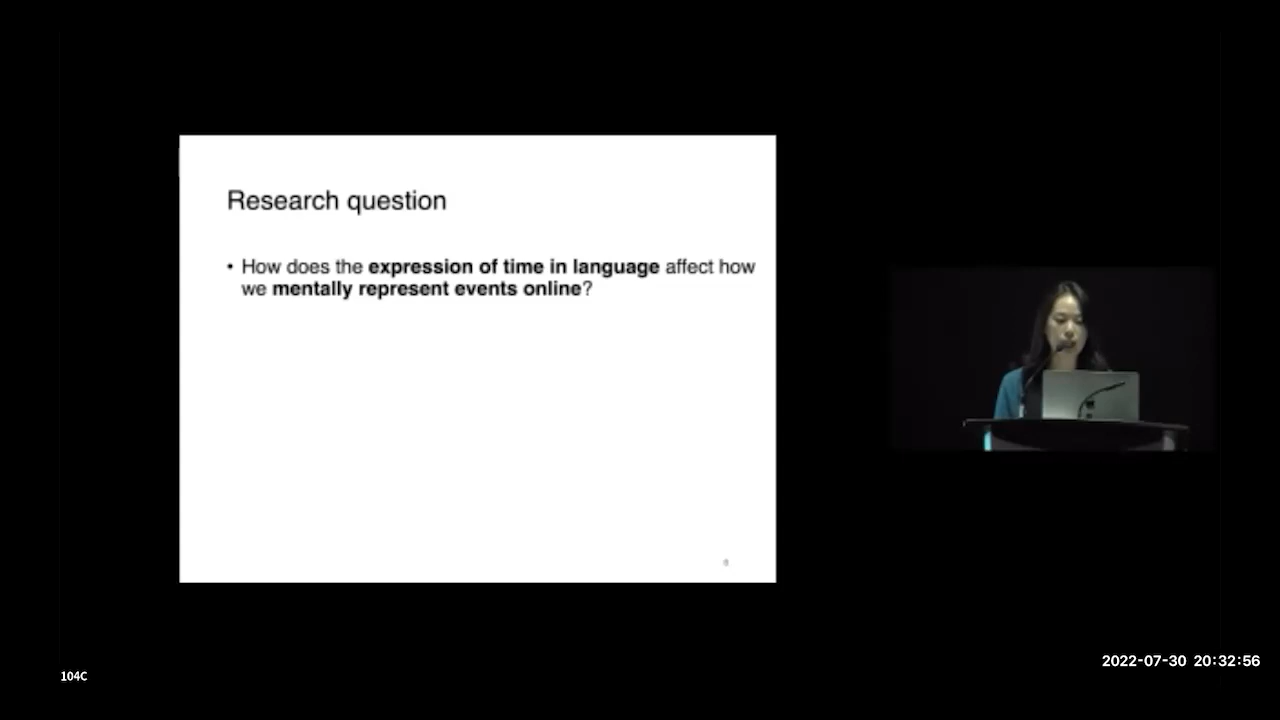 Research question
• How does the expression of time in language affect how
we mentally represent events online?
104C
2022-07-30 20:32:56